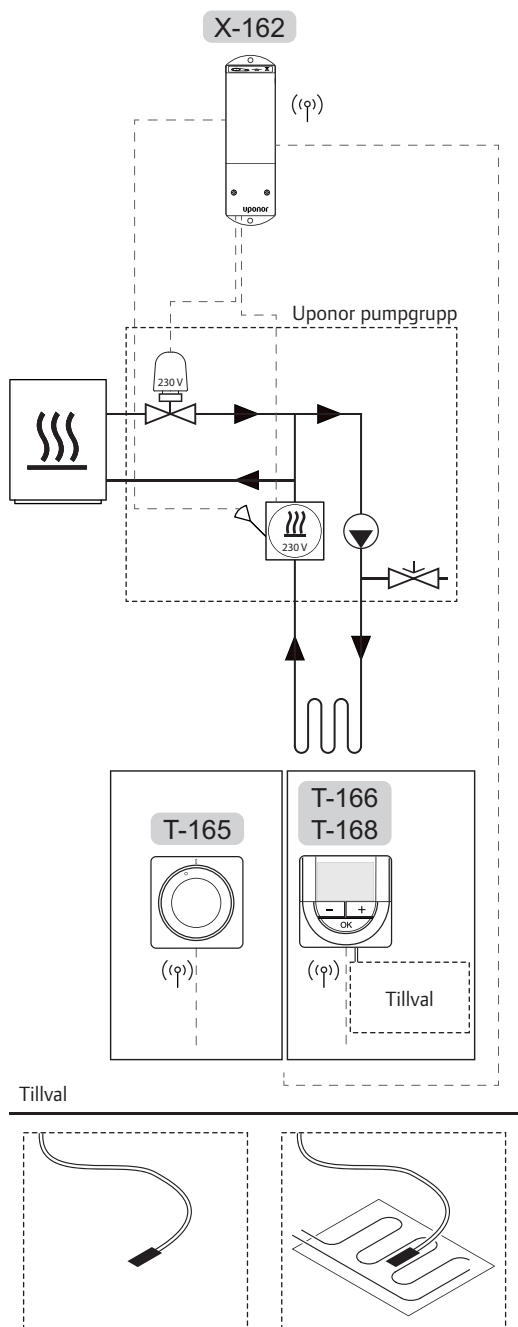 X-162
uponor
Uponor pumpgrupp
230 V
230 V
T-165
T-166
T-168
- +
OK
Tillval
Tillval